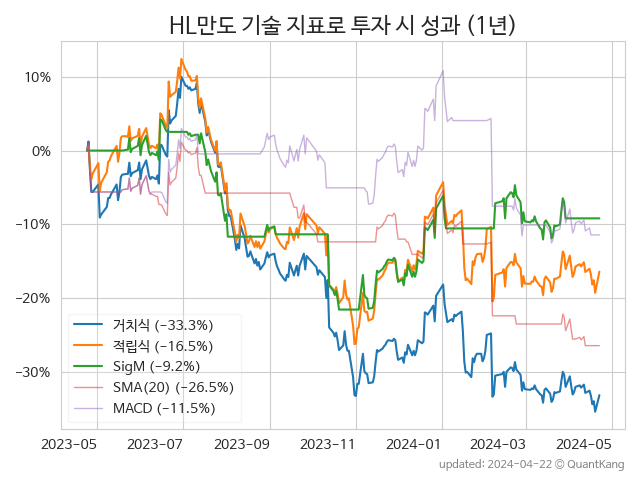 HL만도 기술 지표로 투자 시 성과 (1년)
10%
0%
−10%
−20%
−30%
거치식 (−33.3%)
적립식 (−16.5%)
SigM (−9.2%)
SMA(20) (−26.5%)
MACD (−11.5%)
2023-05 2023-07 2023-09 2023-11 2024-01 2024-03 2024-05
updated: 2024-04-22 © QuantKang